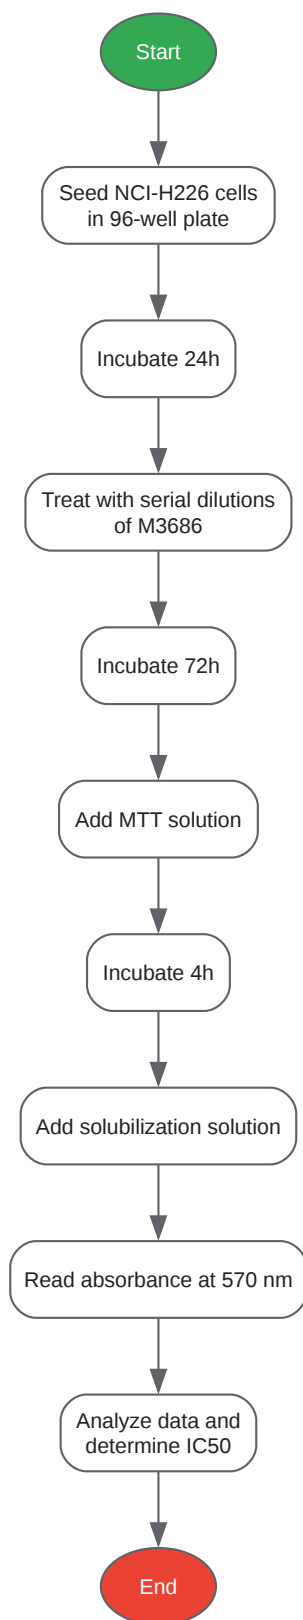 Start
Seed NCI-H226 cells
in 96-well plate
Incubate 24h
Treat with serial dilutions
of M3686
Incubate 72h
Add MTT solution
Incubate 4h
Add solubilization solution
Read absorbance at 570 nm
Analyze data and
determine IC50
End